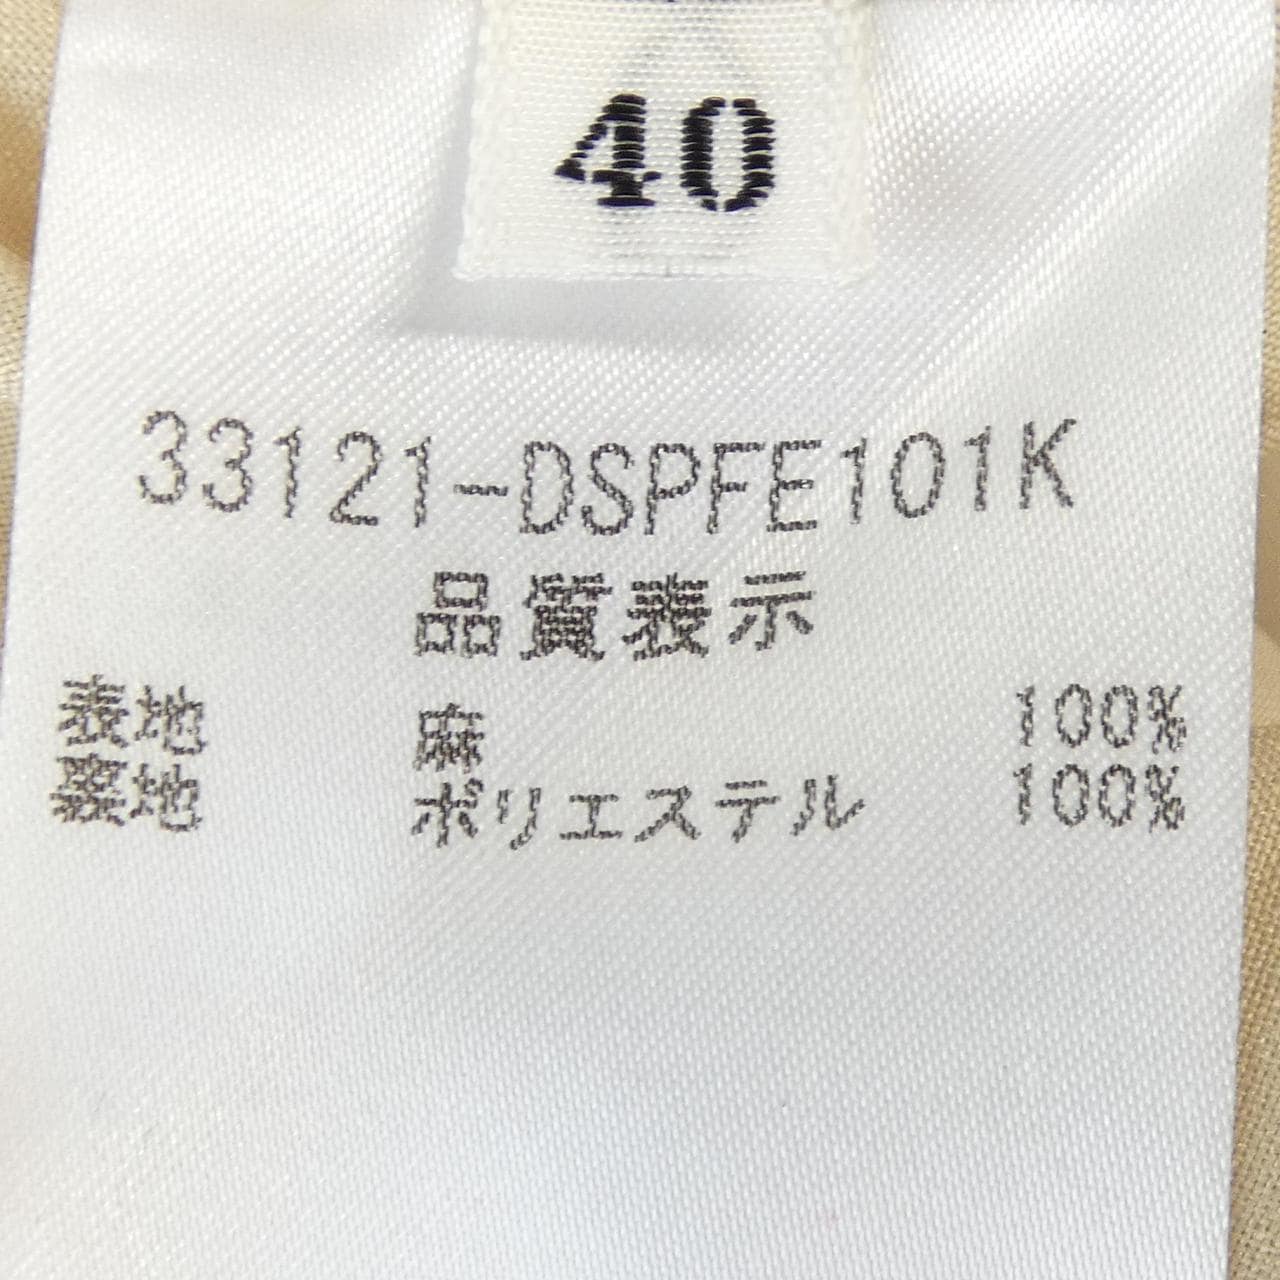 40
33121-DSPFE101K
品質表示
表地 麻 100%
裏地 ポリエステル 100%